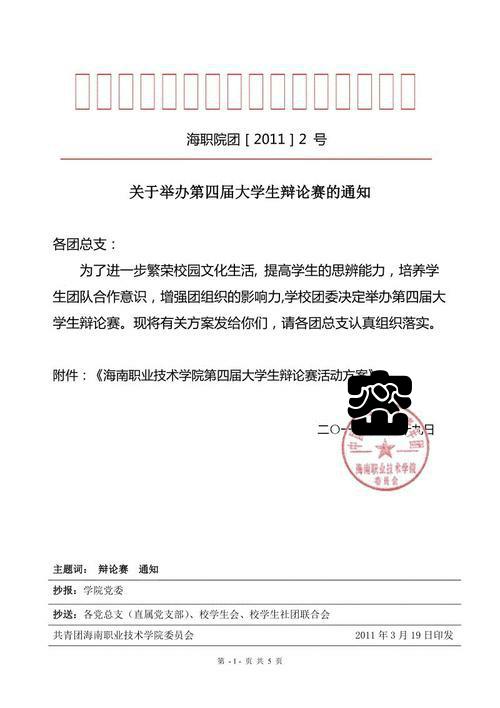 海职院团［2011］2 号
关于举办第四届大学生辩论赛的通知
各团总支：
为了进一步繁荣校园文化生活, 提高学生的思辨能力，培养学
生团队合作意识，增强团组织的影响力,学校团委决定举办第四届大
学生辩论赛。现将有关方案发给你们，请各团总支认真组织落实。
附件：《海南职业技术学院第四届大学生辩论赛活动方案》
二〇一 日
海南职业技术学院
委员会
主题词： 辩论赛 通知
抄报：学院党委
抄送：各党总支（直属党支部）、校学生会、校学生社团联合会
共青团海南职业技术学院委员会 2011 年 3 月 19 日印发
第 - 1 - 页 共 5 页